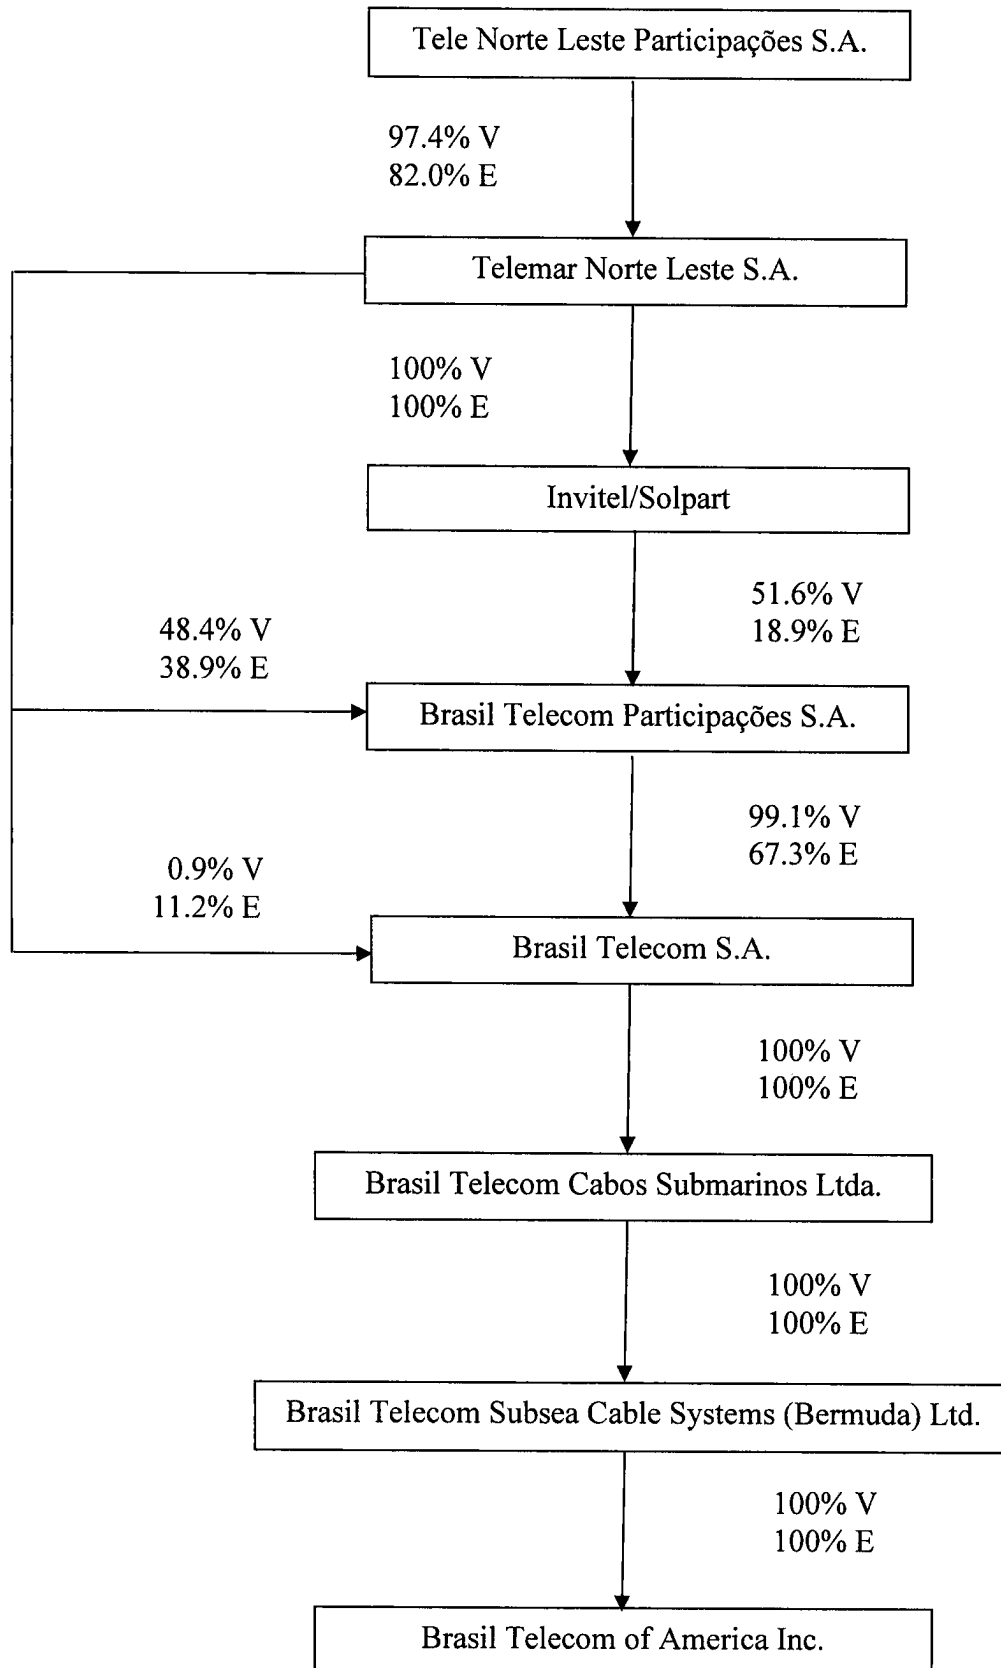 Tele Norte Leste Participações S.A.
97.4% V
82.0% E
Telemar Norte Leste S.A.
100% V
100% E
Invitel/Solpart
51.6% V
18.9% E
48.4% V
38.9% E
Brasil Telecom Participações S.A.
99.1% V
67.3% E
0.9% V
11.2% E
Brasil Telecom S.A.
100% V
100% E
Brasil Telecom Cabos Submarinos Ltda.
100% V
100% E
Brasil Telecom Subsea Cable Systems (Bermuda) Ltd.
100% V
100% E
Brasil Telecom of America Inc.